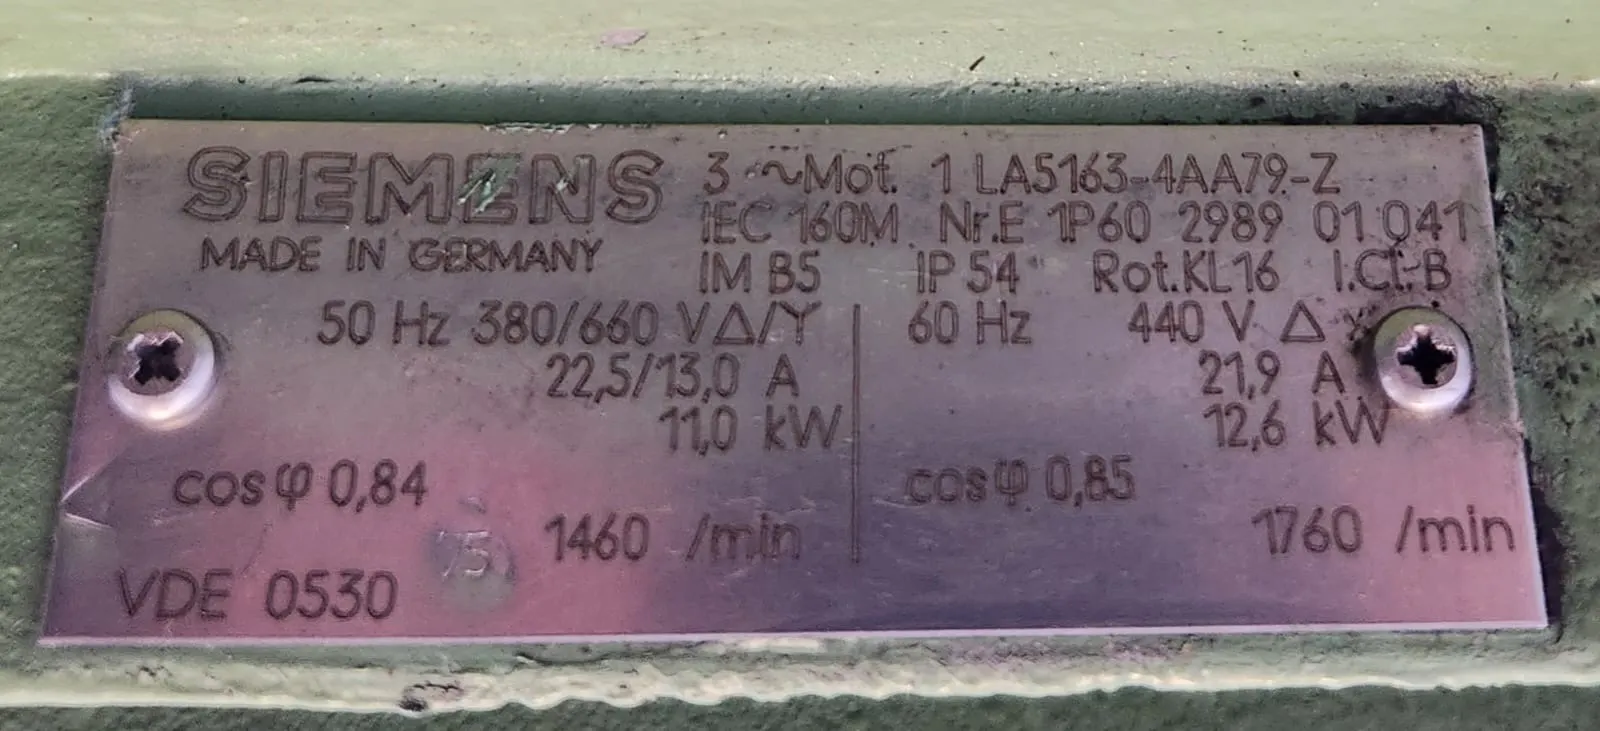 SIEMENS
MADE IN GERMANY
3 ~Mot. 1 LA5163-4AA79-Z
IEC 160M Nr.E 1P60 2989 01 041
IM B5 IP 54 Rot.KL16 I.Cl.-B
50 Hz 380/660 V Δ/Y
22,5/13,0 A
11,0 kW
cosφ 0,84
1460 /min
60 Hz 440 V Δ
21,9 A
12,6 kW
cosφ 0,85
1760 /min
VDE 0530
75